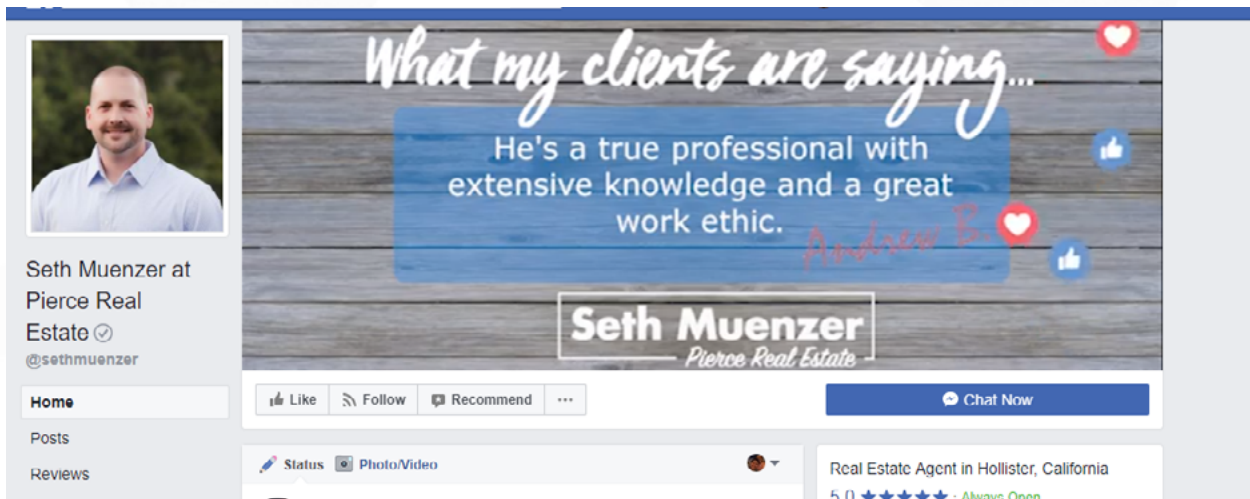 What my clients are saying...
He's a true professional with
extensive knowledge and a great
work ethic.
Andrew B.
Seth Muenzer
Pierce Real Estate
Seth Muenzer at
Pierce Real
Estate
@sethmuenzer
Home
Posts
Reviews
Like Follow Recommend ...
Chat Now
Status Photo/Video
Real Estate Agent in Hollister, California
5.0 ★★★★★ · Always Open